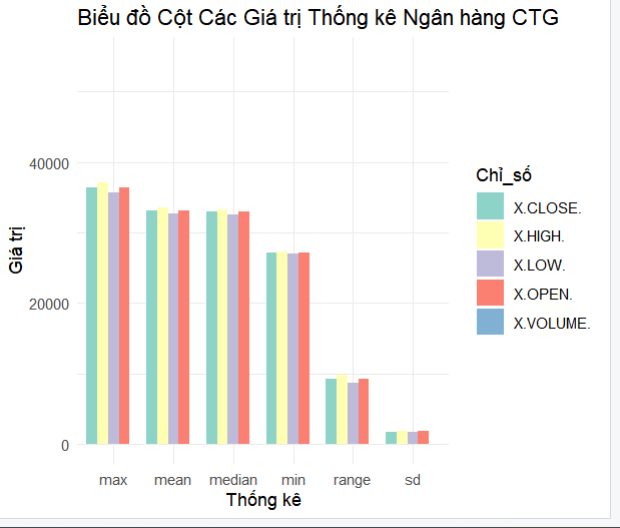 Biểu đồ Cột Các Giá trị Thống kê Ngân hàng CTG
Giá trị
40000
20000
0
max mean median min range sd
Thống kê
Chỉ_số
X.CLOSE.
X.HIGH.
X.LOW.
X.OPEN.
X.VOLUME.